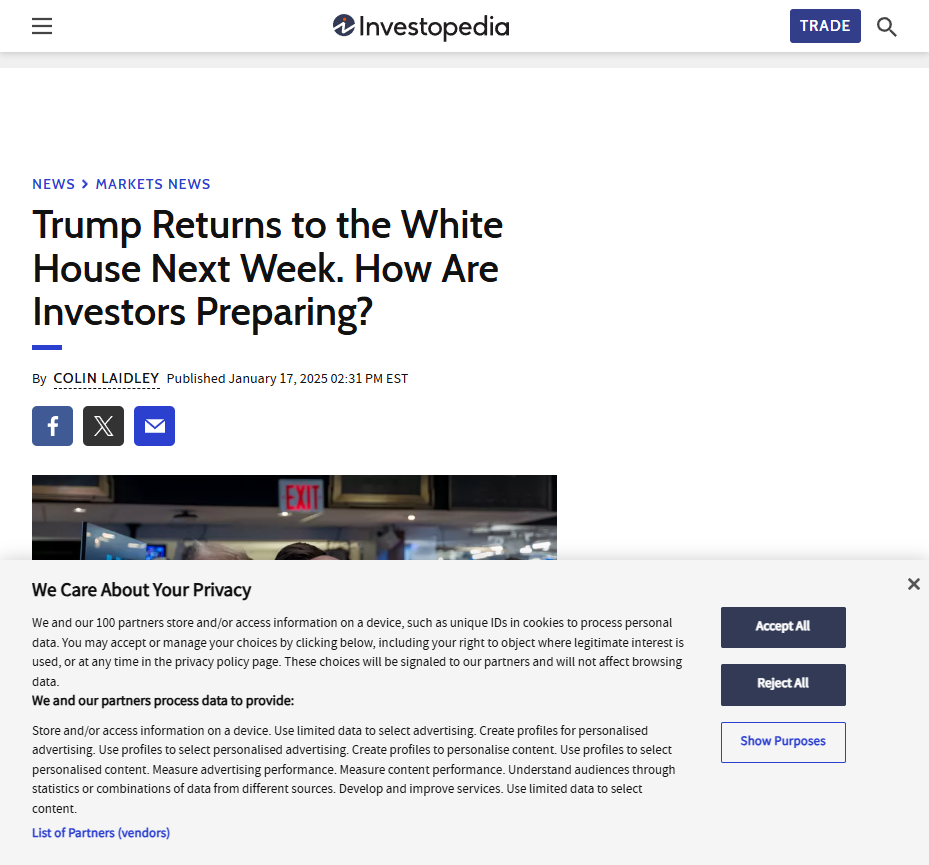 Investopedia
TRADE
NEWS > MARKETS NEWS
Trump Returns to the White
House Next Week. How Are
Investors Preparing?
By COLIN LAIDLEY Published January 17, 2025 02:31 PM EST
EXIT
We Care About Your Privacy
We and our 100 partners store and/or access information on a device, such as unique IDs in cookies to process personal
data. You may accept or manage your choices by clicking below, including your right to object where legitimate interest is
used, or at any time in the privacy policy page. These choices will be signaled to our partners and will not affect browsing
data.
We and our partners process data to provide:
Store and/or access information on a device. Use limited data to select advertising. Create profiles for personalised
advertising. Use profiles to select personalised advertising. Create profiles to personalise content. Use profiles to select
personalised content. Measure advertising performance. Measure content performance. Understand audiences through
statistics or combinations of data from different sources. Develop and improve services. Use limited data to select
content.
List of Partners (vendors)
Accept All
Reject All
Show Purposes